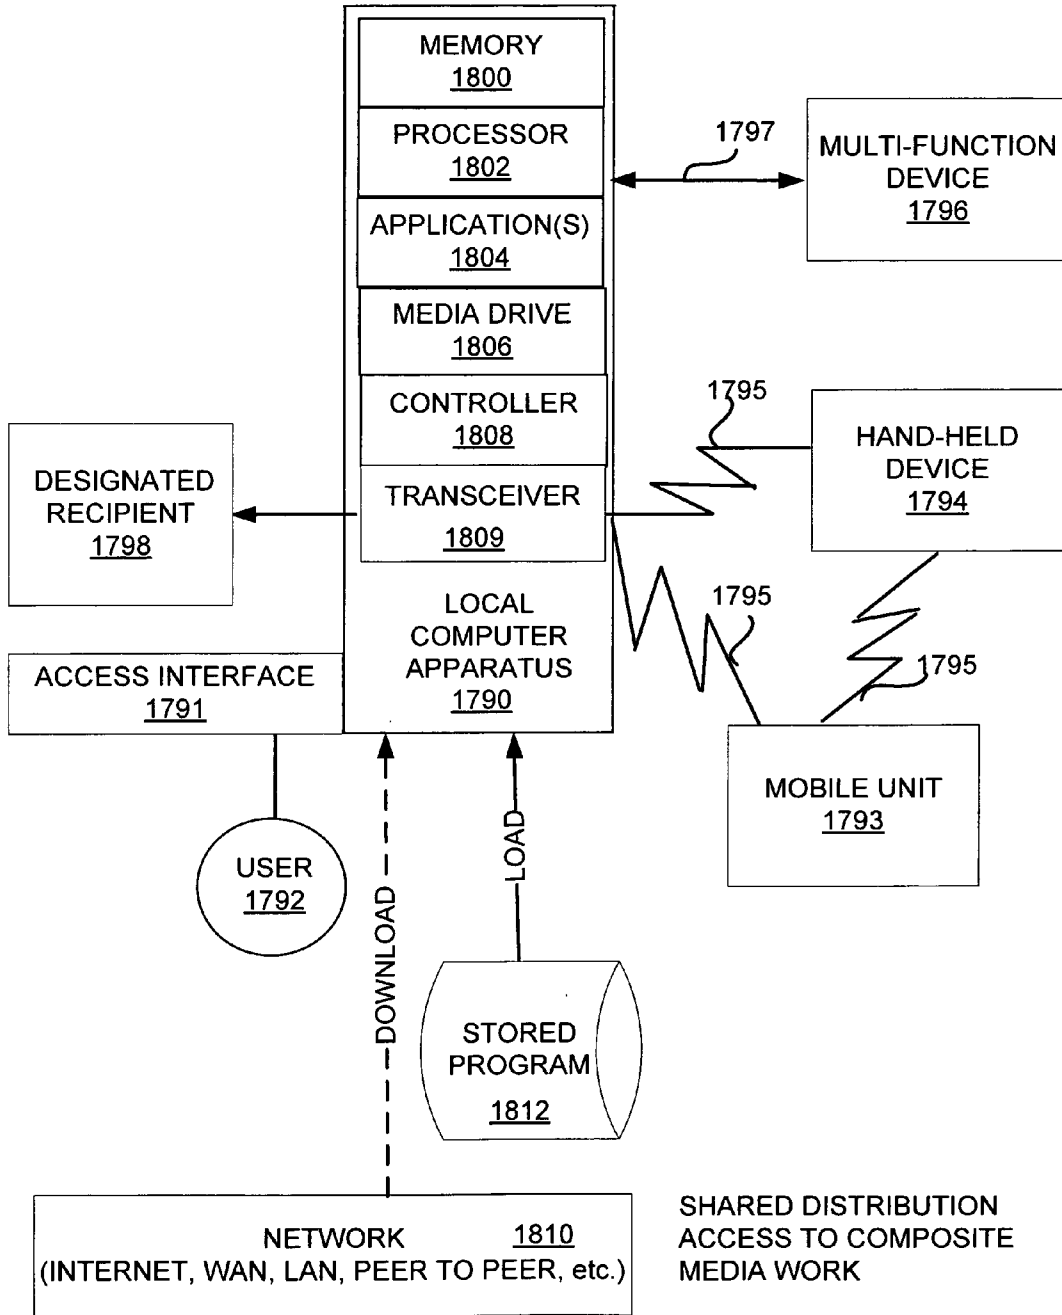 MEMORY
1800
PROCESSOR
1802
APPLICATION(S)
1804
MEDIA DRIVE
1806
CONTROLLER
1808
TRANSCEIVER
1809
LOCAL
COMPUTER
APPARATUS
1790
1797
MULTI-FUNCTION
DEVICE
1796
1795
HAND-HELD
DEVICE
1794
DESIGNATED
RECIPIENT
1798
1795
1795
ACCESS INTERFACE
1791
MOBILE UNIT
1793
USER
1792
DOWNLOAD
LOAD
STORED
PROGRAM
1812
NETWORK 1810
(INTERNET, WAN, LAN, PEER TO PEER, etc.)
SHARED DISTRIBUTION
ACCESS TO COMPOSITE
MEDIA WORK